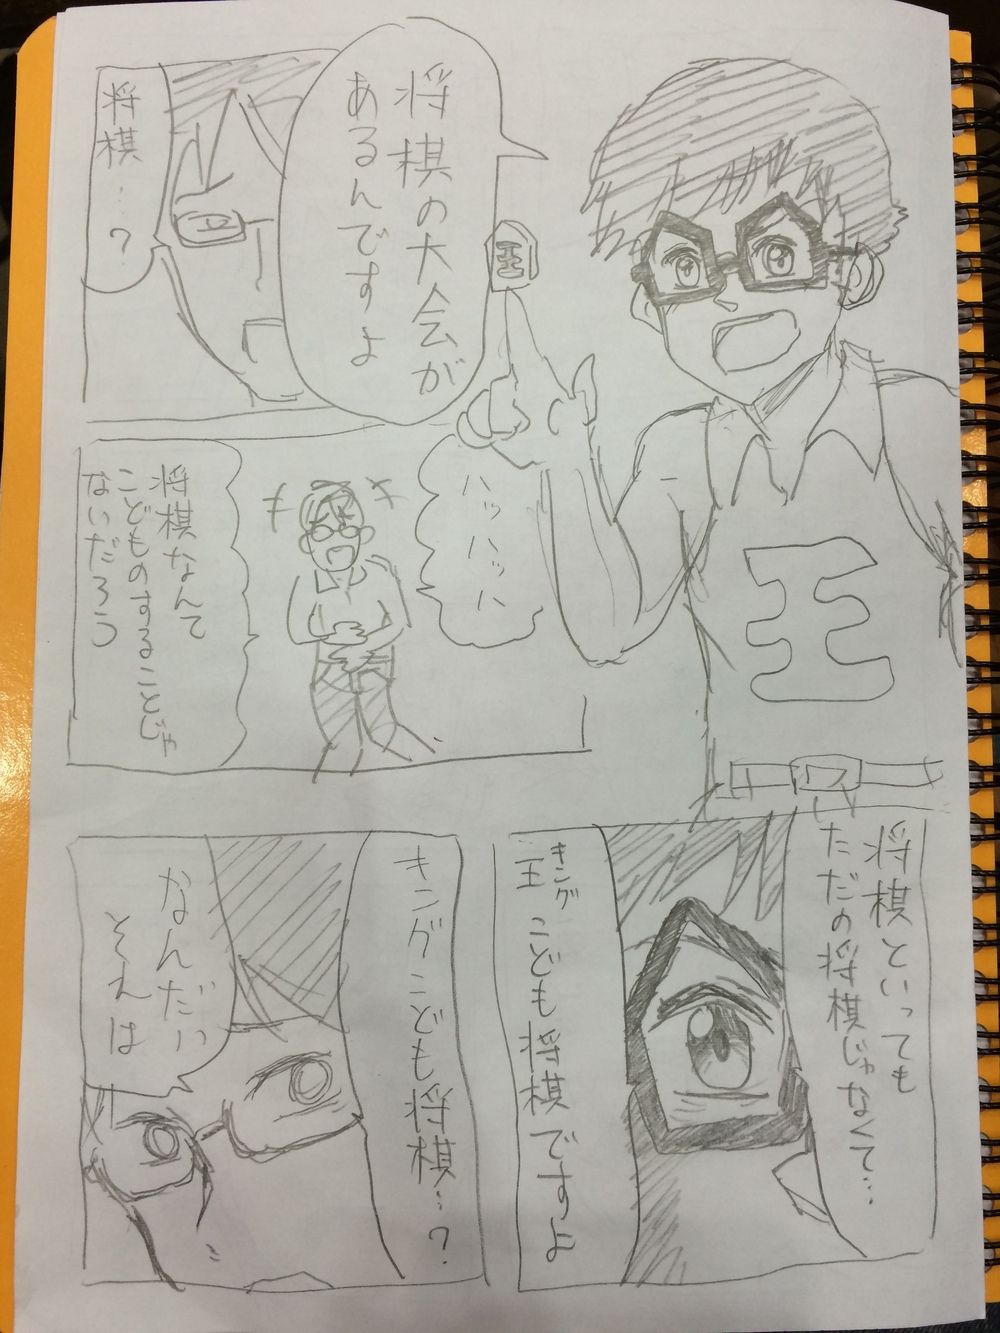 将棋の大会が
あるんですよ
王
王
将棋…?
ハッハッハ
将棋なんて
こどものすることじゃ
ないだろう
将棋といっても
ただの将棋じゃなくて…
キング
王こども将棋ですよ
キングこども将棋…?
なんだい
それは